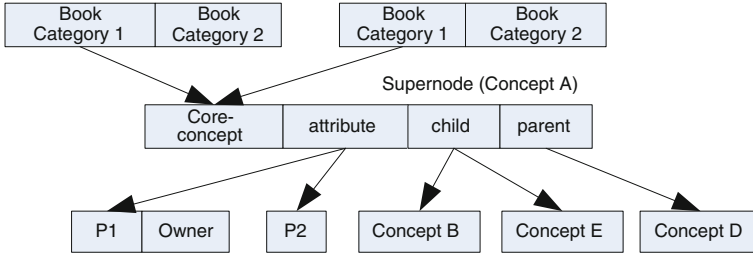 Book Category 1
Book Category 2
Book Category 1
Book Category 2
Supernode (Concept A)
Core-concept
attribute
child
parent
P1
Owner
P2
Concept B
Concept E
Concept D